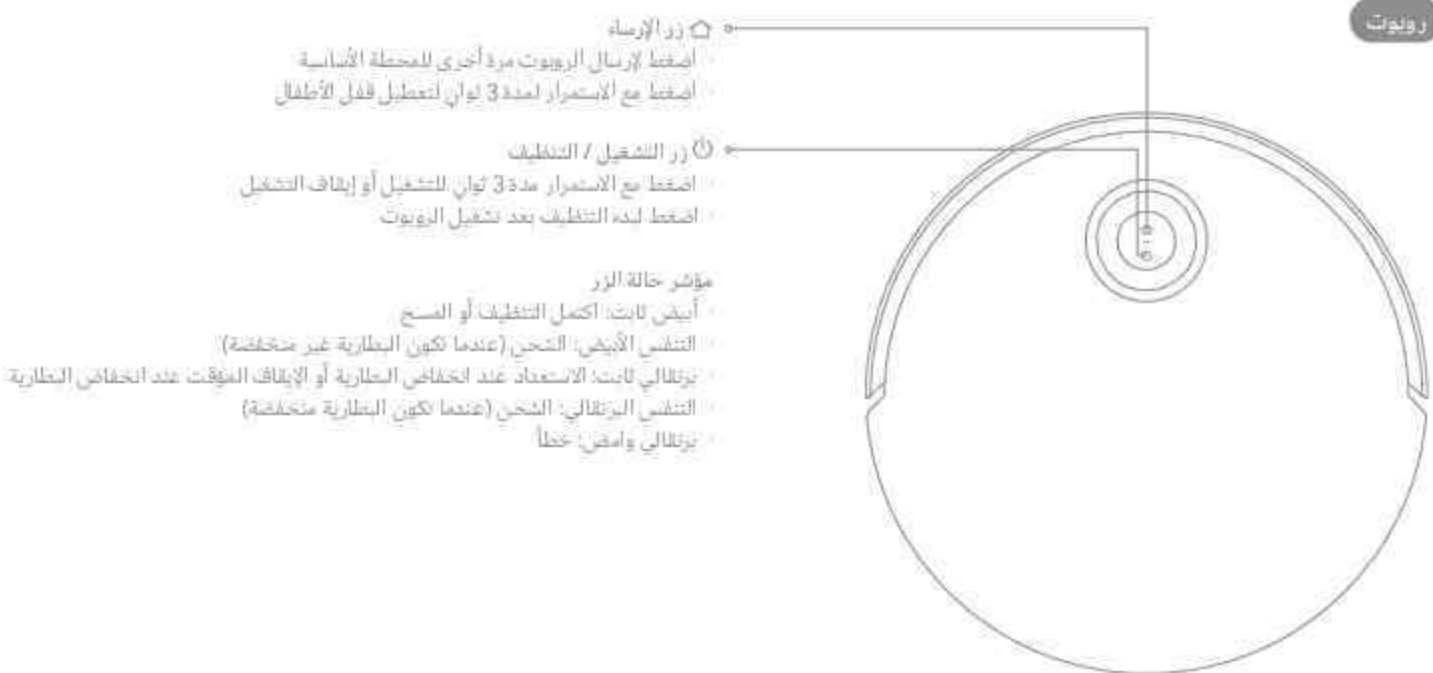 روبوت
زر الإرساء
· اضغط لإرسال الروبوت مرة أخرى للمحطة الأساسية
· اضغط مع الاستمرار لمدة 3 ثوانٍ لتعطيل قفل الأطفال
زر التشغيل / التنظيف
· اضغط مع الاستمرار مدة 3 ثوانٍ للتشغيل أو إيقاف التشغيل
· اضغط لبدء التنظيف بعد تشغيل الروبوت
مؤشر حالة الزر
· أبيض ثابت: اكتمل التنظيف أو المسح
· التنفس الأبيض: الشحن (عندما تكون البطارية غير منخفضة)
· برتقالي ثابت: الاستعداد عند انخفاض البطارية أو الإيقاف المؤقت عند انخفاض البطارية
· التنفس البرتقالي: الشحن (عندما تكون البطارية منخفضة)
· برتقالي وامض: خطأ